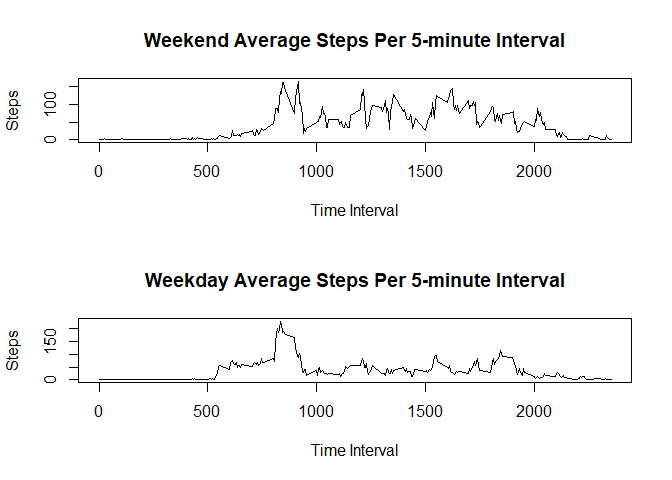 Weekend Average Steps Per 5-minute Interval
Steps
100
0
0 500 1000 1500 2000
Time Interval
Weekday Average Steps Per 5-minute Interval
Steps
150
0
0 500 1000 1500 2000
Time Interval